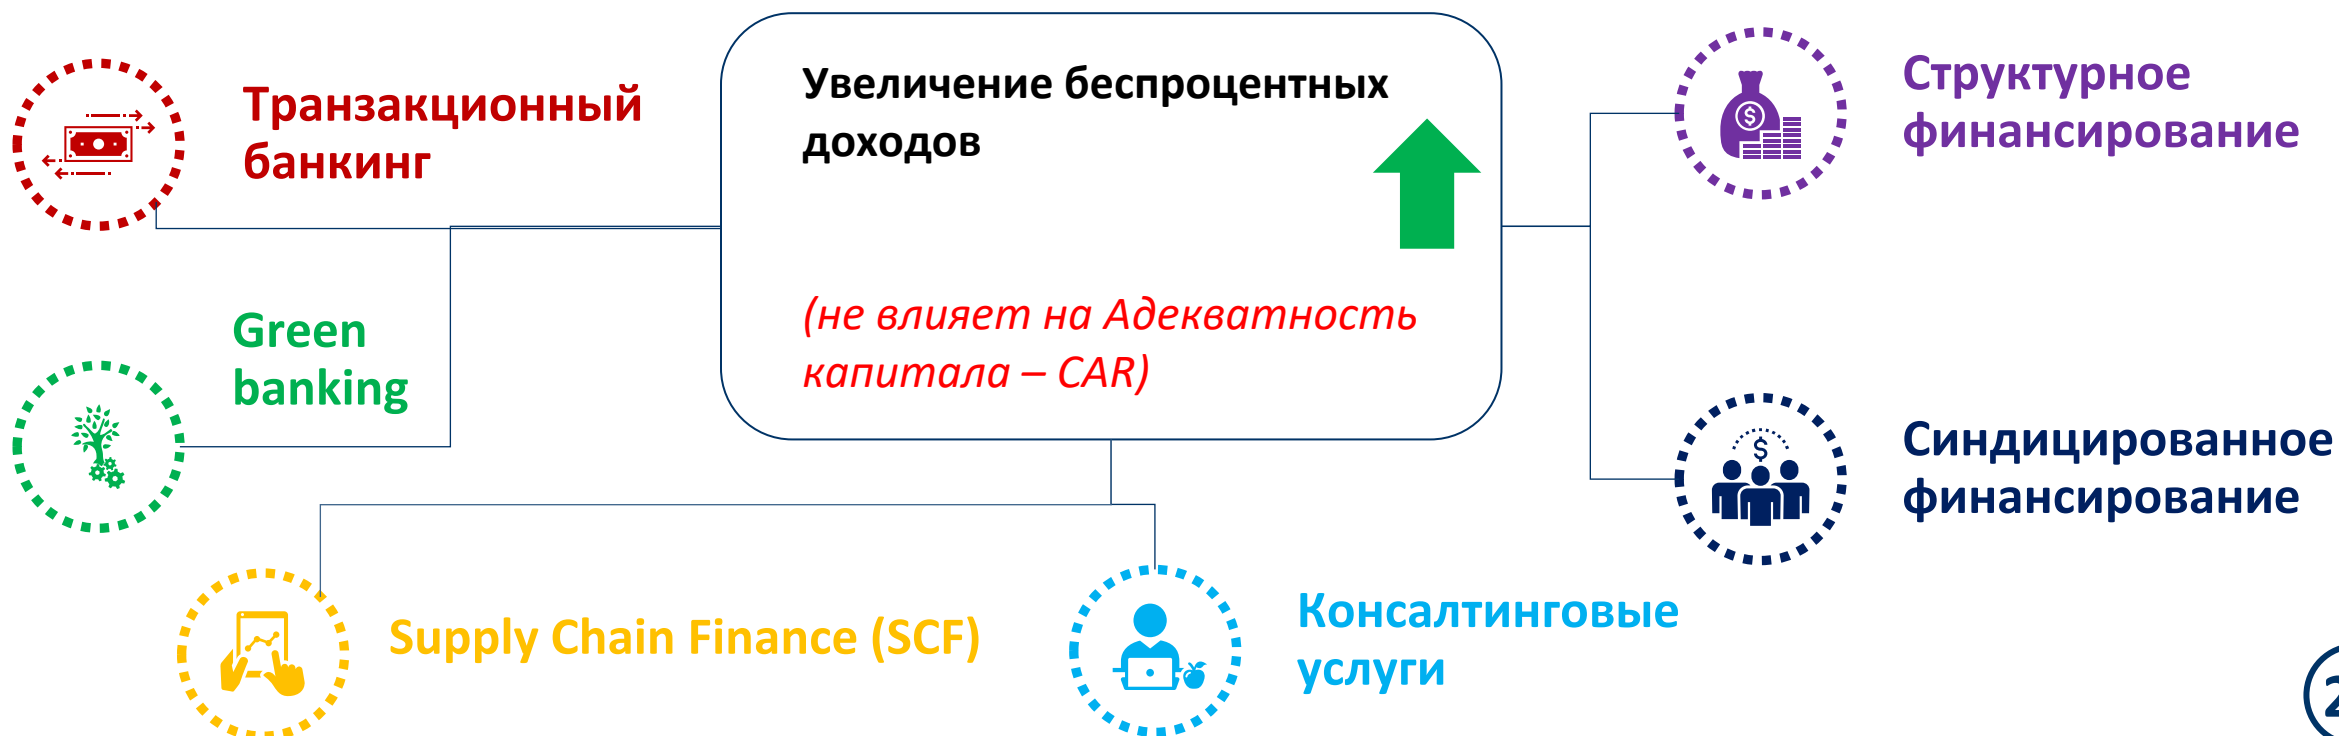 Транзакционный
банкинг
Увеличение беспроцентных
доходов
(не влияет на Адекватность
капитала – CAR)
Структурное
финансирование
Green
banking
Синдицированное
финансирование
Supply Chain Finance (SCF)
Консалтинговые
услуги